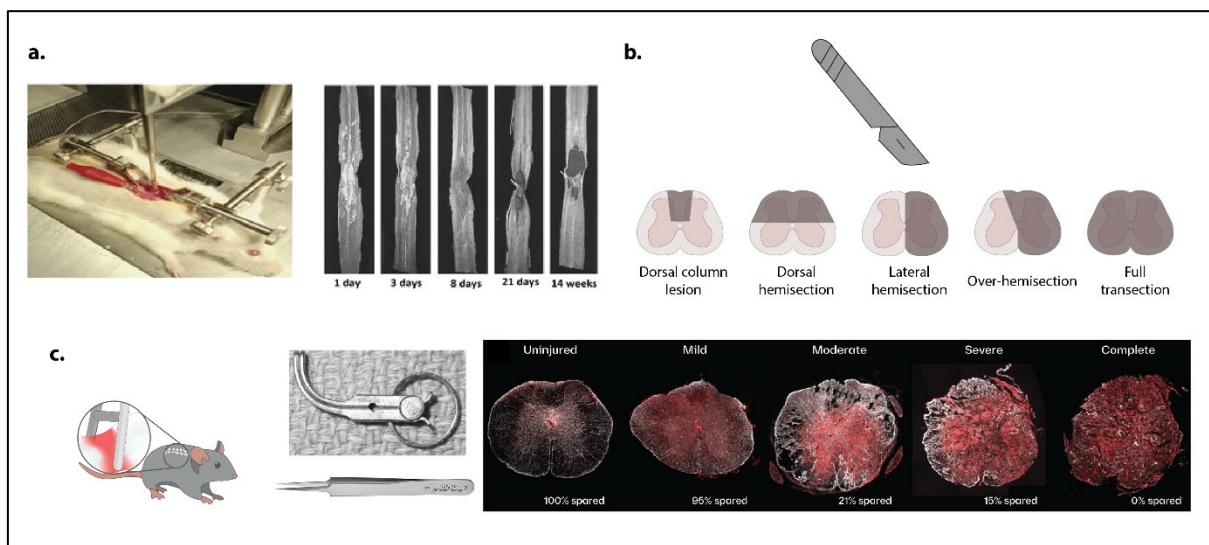 a.
1 day
3 days
8 days
21 days
14 weeks
b.
Dorsal column
lesion
Dorsal
hemisection
Lateral
hemisection
Over-hemisection
Full
transection
c.
Uninjured
Mild
Moderate
Severe
Complete
100% spared
95% spared
21% spared
15% spared
0% spared